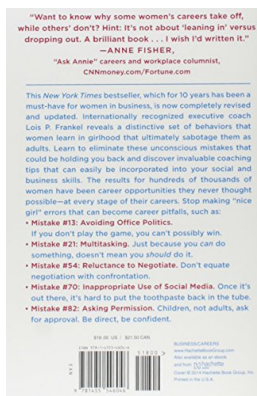 "Want to know why some women's careers take off,
while others' don't? Hint: It's not about 'leaning in' versus
dropping out. A brilliant book . . . I wish I'd written it."
—ANNE FISHER,
"Ask Annie" careers and workplace columnist,
CNNmoney.com/Fortune.com
This New York Times bestseller, which for 10 years has been a
must-have for women in business, is now completely revised
and updated. Internationally recognized executive coach
Lois P. Frankel reveals a distinctive set of behaviors that
women learn in girlhood that ultimately sabotage them as
adults. Learn to eliminate these unconscious mistakes that
could be holding you back and discover invaluable coaching
tips that can easily be incorporated into your social and
business skills. The results for hundreds of thousands of
women have been career opportunities they never thought
possible—at every stage of their careers. Stop making "nice
girl" errors that can become career pitfalls, such as:
• Mistake #13: Avoiding Office Politics.
If you don't play the game, you can't possibly win.
• Mistake #21: Multitasking. Just because you can do
something, doesn't mean you should do it.
• Mistake #54: Reluctance to Negotiate. Don't equate
negotiation with confrontation.
• Mistake #70: Inappropriate Use of Social Media. Once it's
out there, it's hard to put the toothpaste back in the tube.
• Mistake #82: Asking Permission. Children, not adults, ask
for approval. Be direct, be confident.
BUSINESS/CAREERS
www.HachetteBookGroup.com
Also available as an ebook
Printed in the U.S.A.